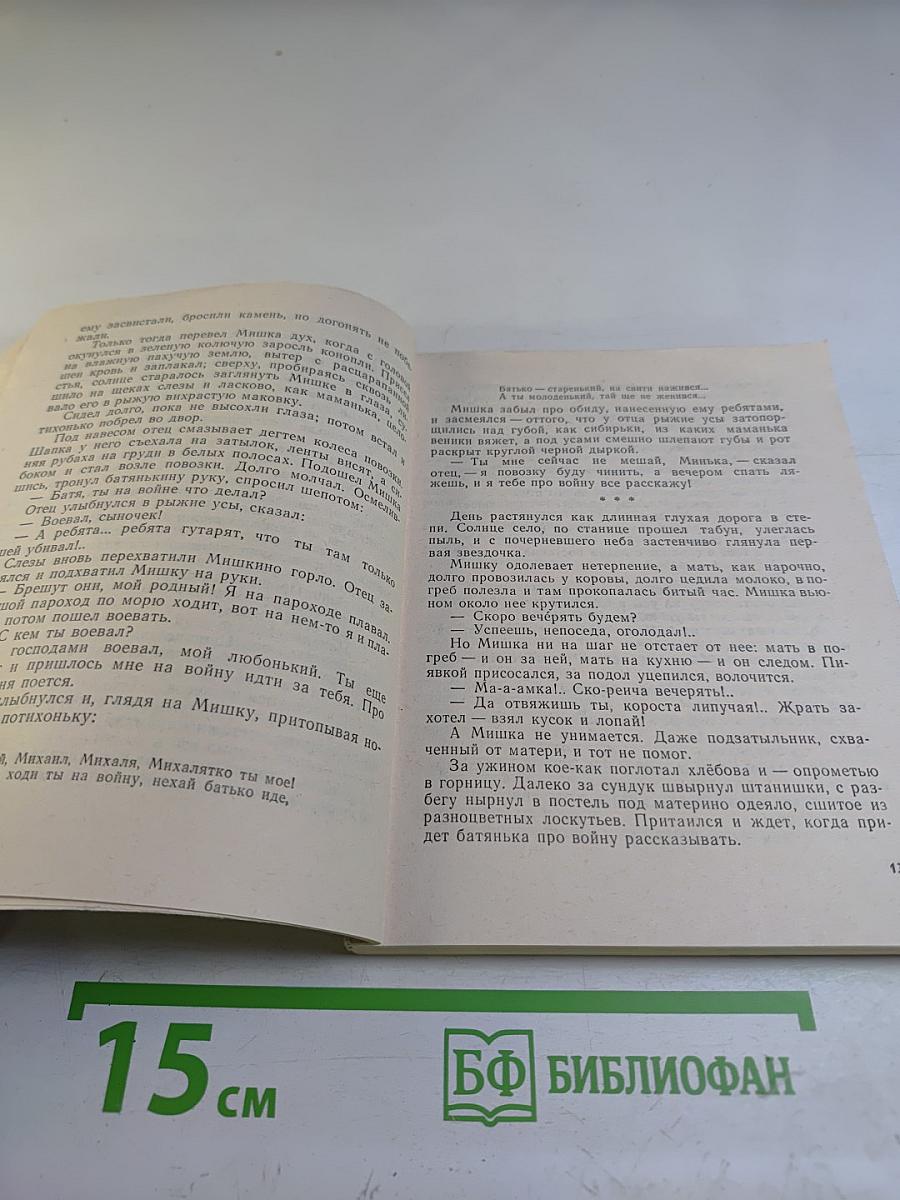 ему засвистали, бросили камень, но догонять не побе-
жали.
Только тогда перевел Мишка дух, когда с головой
окунулся в зеленую колючую заросль конопли. Присел
на влажную пахучую землю, вытер с расцарапанной
шеи кровь и заплакал; сверху, пробираясь сквозь ли-
стья, солнце старалось заглянуть Мишке в глаза, су-
шило на щеках слезы и ласково, как маманька, цело-
вало его в рыжую вихрастую маковку.
Сидел долго, пока не высохли глаза; потом встал и
тихонько побрел во двор.
Под навесом отец смазывает дегтем колеса повозки.
Шапка у него съехала на затылок, ленты висят, а си-
няя рубаха на груди в белых полосах. Подошел Мишка
боком и стал возле повозки. Долго молчал. Осмелив-
шись, тронул батянькину руку, спросил шепотом:
— Батя, ты на войне что делал?
Отец улыбнулся в рыжие усы, сказал:
— Воевал, сыночек!
— А ребята... ребята гутарят, что ты там только
шей убивал!..
Слезы вновь перехватили Мишкино горло. Отец за-
ялся и подхватил Мишку на руки.
— Брешут они, мой родный! Я на пароходе плавал.
шой пароход по морю ходит, вот на нем-то я и пла-
потом пошел воевать.
С кем ты воевал?
господами воевал, мой любонький. Ты еще
и пришлось мне на войну идти за тебя. Про
ня поется.
лыбнулся и, глядя на Мишку, притопывая но-
потихоньку:
й, Михаил, Михаля, Михалятко ты мое!
ходи ты на войну, нехай батько иде,
Батько — старенький, на свити нажився...
А ты молоденький, тай ще не женився...
Мишка забыл про обиду, нанесенную ему ребятами,
и засмеялся — оттого, что у отца рыжие усы затопор-
щились над губой, как сибирьки, из каких маманька
веники вяжет, а под усами смешно шлепают губы и рот
раскрыт круглой черной дыркой.
— Ты мне сейчас не мешай, Минька, — сказал
отец, — я повозку буду чинить, а вечером спать ля-
жешь, и я тебе про войну все расскажу!
* * *
День растянулся как длинная глухая дорога в сте-
пи. Солнце село, по станице прошел табун, улеглась
пыль, и с почерневшего неба застенчиво глянула пер-
вая звездочка.
Мишку одолевает нетерпение, а мать, как нарочно,
долго провозилась у коровы, долго цедила молоко, в по-
греб полезла и там прокопалась битый час. Мишка вью-
ном около нее крутился.
— Скоро вечéрять будем?
— Успеешь, непоседа, оголодал!..
Но Мишка ни на шаг не отстает от нее: мать в по-
греб — и он за ней, мать на кухню — и он следом. Пи-
явкой присосался, за подол уцепился, волочится.
— Ма-а-амка!.. Ско-реича вечерять!..
— Да отвяжишь ты, короста липучая!.. Жрать за-
хотел — взял кусок и лопай!
А Мишка не унимается. Даже подзатыльник, схва-
ченный от матери, и тот не помог.
За ужином кое-как поглотал хлёбова и — опрометью
в горницу. Далеко за сундук швырнул штанишки, с раз-
бегу нырнул в постель под материно одеяло, сшитое из
разноцветных лоскутьев. Притаился и ждет, когда при-
дет батянька про войну рассказывать.
15 см
БФ БИБЛИОФАН